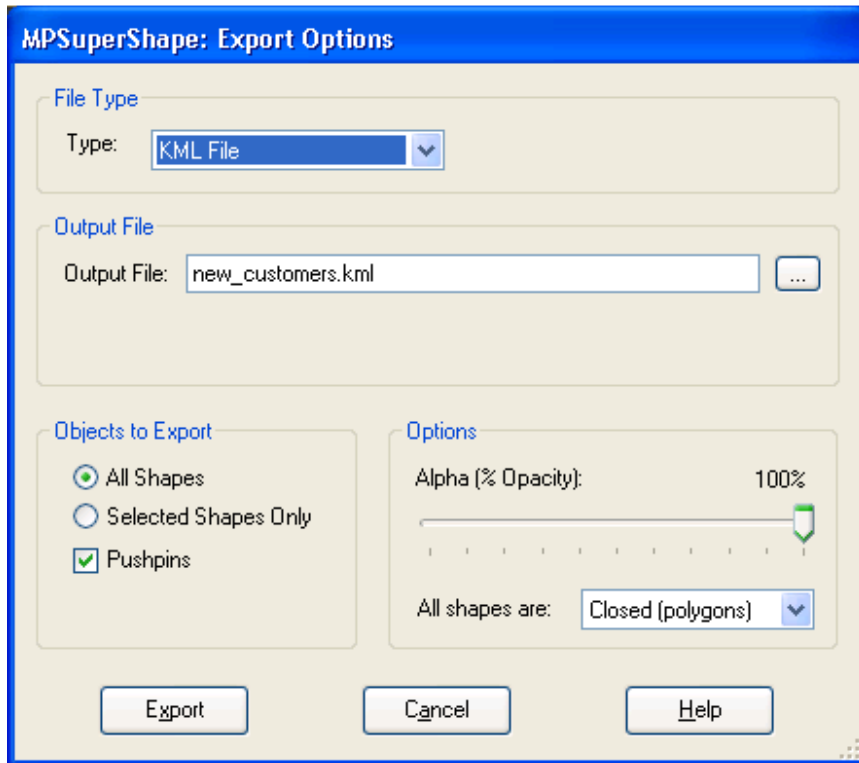 MPSuperShape: Export Options
File Type
Type: KML File
Output File
Output File: new_customers.kml ...
Objects to Export
All Shapes
Selected Shapes Only
Pushpins
Options
Alpha (% Opacity): 100%
All shapes are: Closed (polygons)
Export Cancel Help